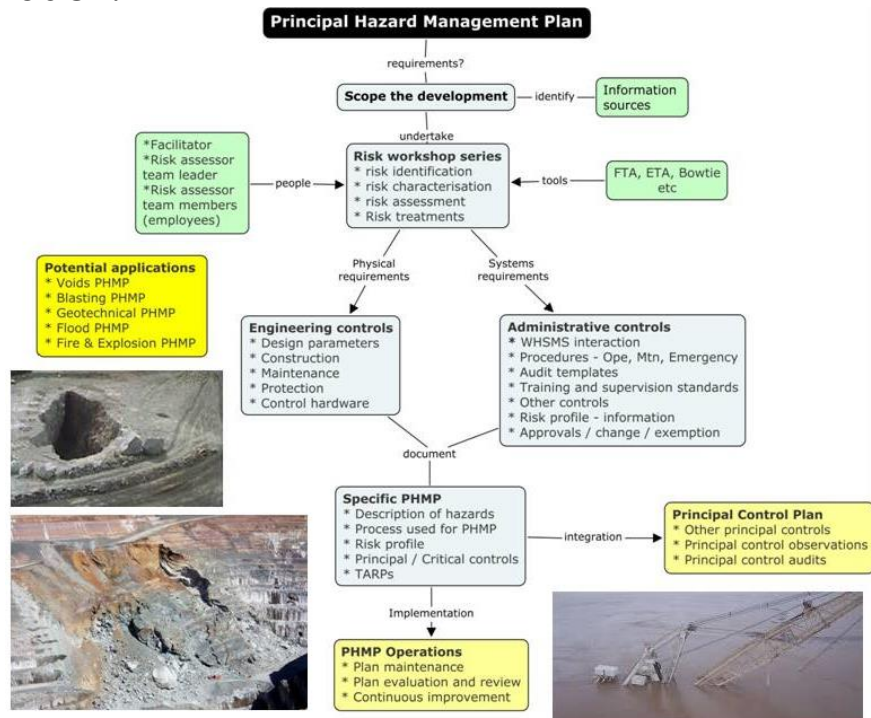 Principal Hazard Management Plan
requirements?
Scope the development
identify
Information
sources
undertake
*Facilitator
*Risk assessor
team leader
*Risk assessor
team members
(employees)
people
Risk workshop series
* risk identification
* risk characterisation
* risk assessment
* Risk treatments
tools
FTA, ETA, Bowtie
etc
Physical
requirements
Systems
requirements
Potential applications
* Voids PHMP
* Blasting PHMP
* Geotechnical PHMP
* Flood PHMP
* Fire & Explosion PHMP
Engineering controls
* Design parameters
* Construction
* Maintenance
* Protection
* Control hardware
Administrative controls
* WHSMS interaction
* Procedures - Ope, Mtn, Emergency
* Audit templates
* Training and supervision standards
* Other controls
* Risk profile - information
* Approvals / change / exemption
document
Specific PHMP
* Description of hazards
* Process used for PHMP
* Risk profile
* Principal / Critical controls
* TARPs
integration
Principal Control Plan
* Other principal controls
* Principal control observations
* Principal control audits
Implementation
PHMP Operations
* Plan maintenance
* Plan evaluation and review
* Continuous improvement